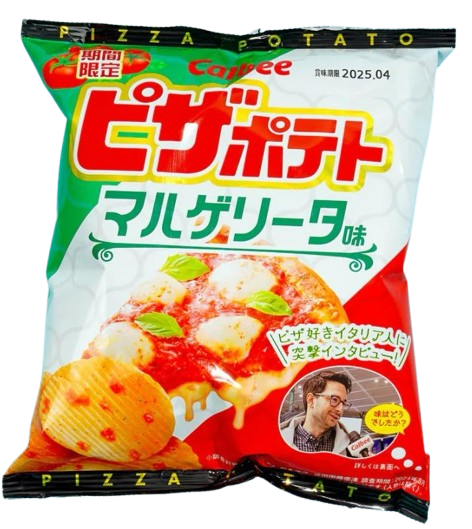 PIZZA POTATO
期間
限定
Calbee
賞味期限 2025.04
ピザポテト
マルゲリータ味
ピザ好きイタリア人に
突撃インタビュー!
味はどう
でしたか?
Calbee
詳しくは裏面へ
PIZZA POTATO